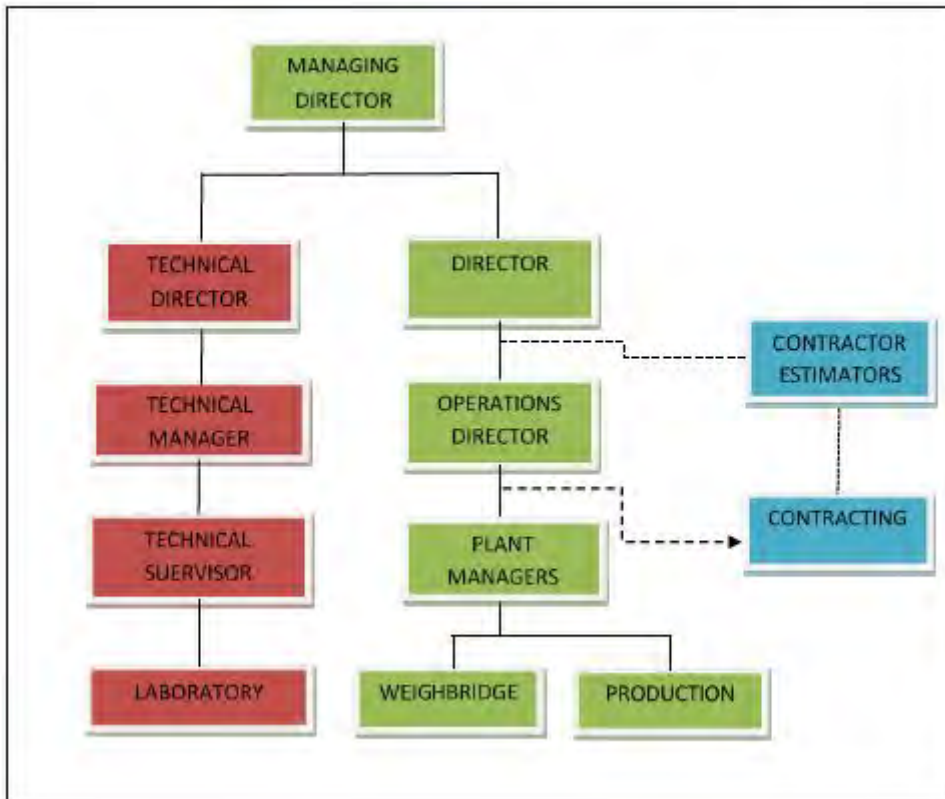 MANAGING
DIRECTOR
TECHNICAL
DIRECTOR
DIRECTOR
CONTRACTOR
ESTIMATORS
TECHNICAL
MANAGER
OPERATIONS
DIRECTOR
CONTRACTING
TECHNICAL
SUERVISOR
PLANT
MANAGERS
LABORATORY
WEIGHBRIDGE
PRODUCTION